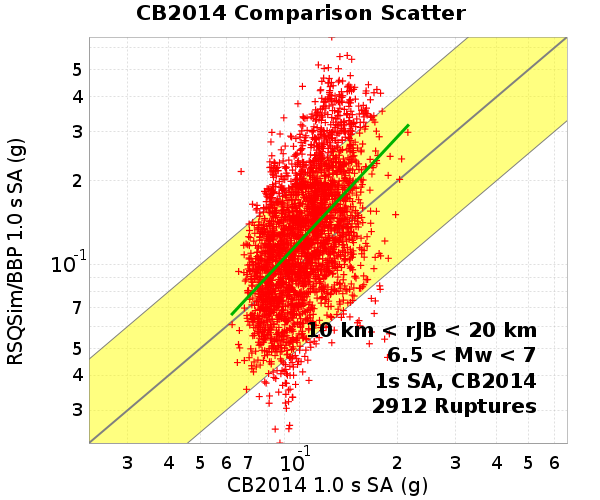 CB2014 Comparison Scatter
RSQSim/BBP 1.0 s SA (g)
5
4
3
2
10-1
7
5
4
3
10 km < rJB < 20 km
6.5 < Mw < 7
1s SA, CB2014
2912 Ruptures
3 4 5 6 7 10-1 2 3 4 5 6
CB2014 1.0 s SA (g)